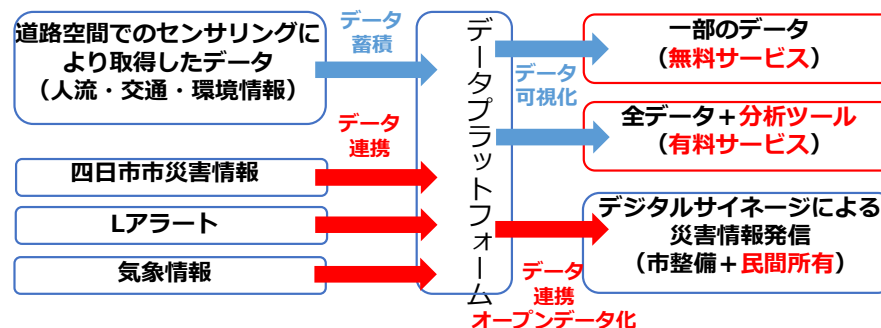 道路空間でのセンサリングに
より取得したデータ
（人流・交通・環境情報）
四日市市災害情報
Lアラート
気象情報
データ
蓄積
データ
連携
データプラットフォーム
データ
可視化
データ
連携
オープンデータ化
一部のデータ
（無料サービス）
全データ＋分析ツール
（有料サービス）
デジタルサイネージによる
災害情報発信
（市整備＋民間所有）